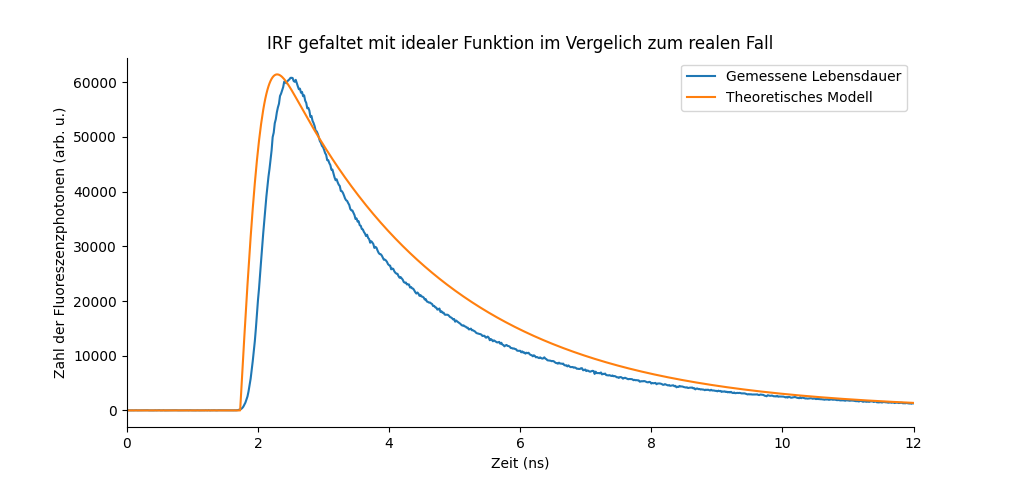 IRF gefaltet mit idealer Funktion im Vergelich zum realen Fall
Gemessene Lebensdauer
Theoretisches Modell
Zahl der Fluoreszenzphotonen (arb. u.)
60000
50000
40000
30000
20000
10000
0
0 2 4 6 8 10 12
Zeit (ns)